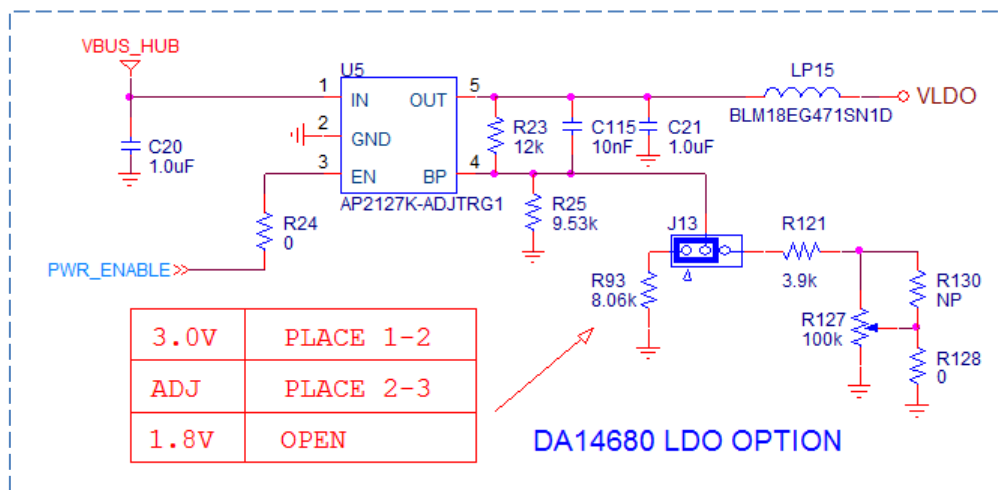 VBUS_HUB
U5
LP15
1
IN
OUT
5
VLDO
BLM18EG471SN1D
2
GND
R23
12k
C115
10nF
C21
1.0uF
C20
1.0uF
3
EN
BP
4
AP2127K-ADJTRG1
R24
0
R25
9.53k
J13
R121
3.9k
PWR_ENABLE
R93
8.06k
R130
NP
R127
100k
R128
0
3.0V PLACE 1-2
ADJ PLACE 2-3
1.8V OPEN
DA14680 LDO OPTION